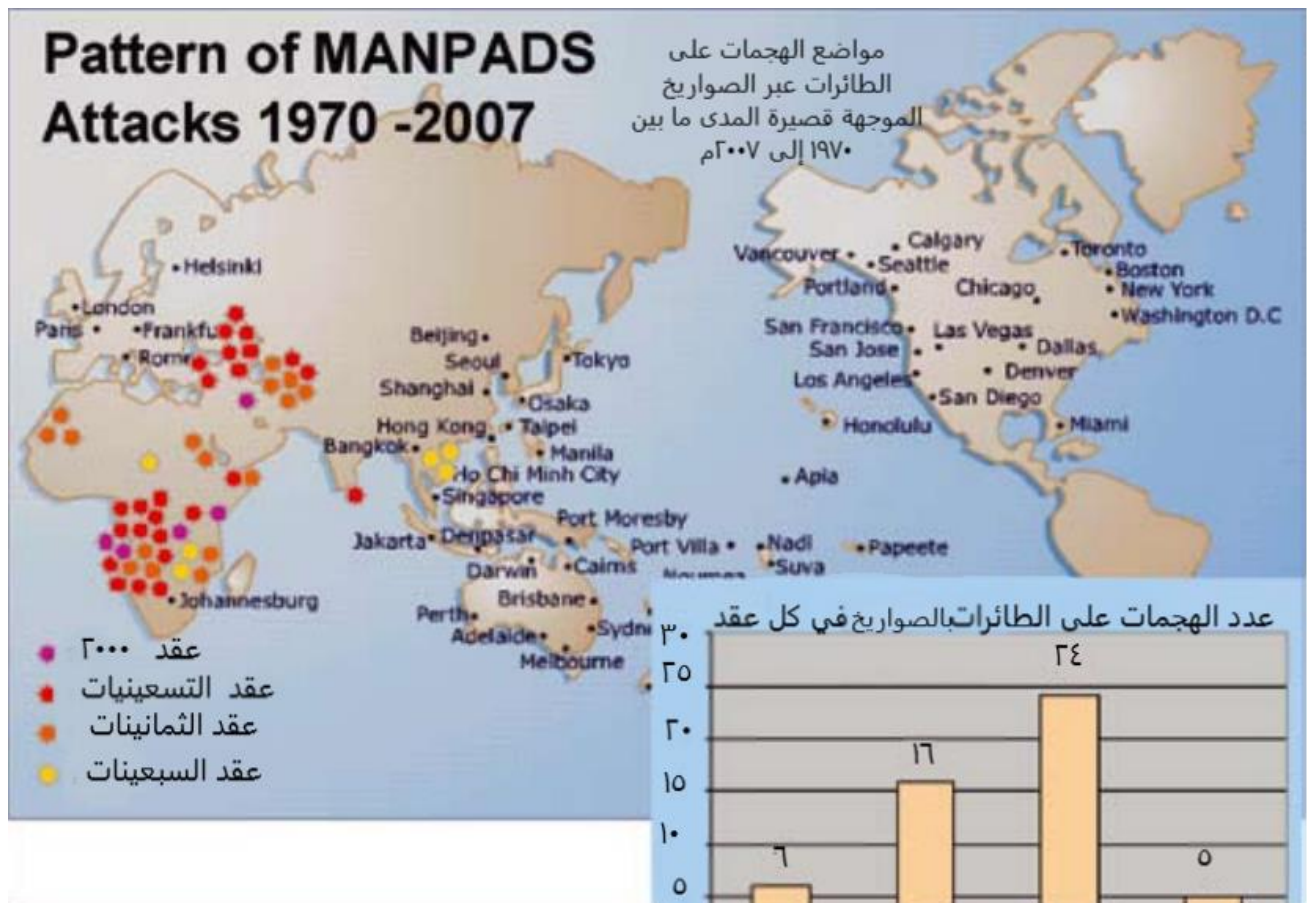 Pattern of MANPADS
Attacks 1970 -2007
مواضع الهجمات على
الطائرات عبر الصواريخ
الموجهة قصيرة المدى ما بين
١٩٧٠ إلى ٢٠٠٧م
Helsinki
London
Paris
Frankfu
Rome
Beijing
Seoul
Tokyo
Shanghai
Osaka
Hong Kong
Taipei
Bangkok
Manila
Ho Chi Minh City
Singapore
Port Moresby
Jakarta
Denpasar
Darwin
Cairns
Port Villa
Nadi
Suva
Papeete
Noumea
Johannesburg
Perth
Brisbane
Adelaide
Sydn
Melbourne
Vancouver
Calgary
Seattle
Toronto
Boston
Portland
Chicago
New York
Washington D.C
San Francisco
Las Vegas
San Jose
Dallas
Los Angeles
Denver
San Diego
Honolulu
Miami
Apia
عقد ٢٠٠٠
عقد التسعينيات
عقد الثمانينات
عقد السبعينات
عدد الهجمات على الطائراتبالصواريخ في كل عقد
٣٠
٢٥
٢٠
١٥
١٠
٥
٦
١٦
٢٤
٥